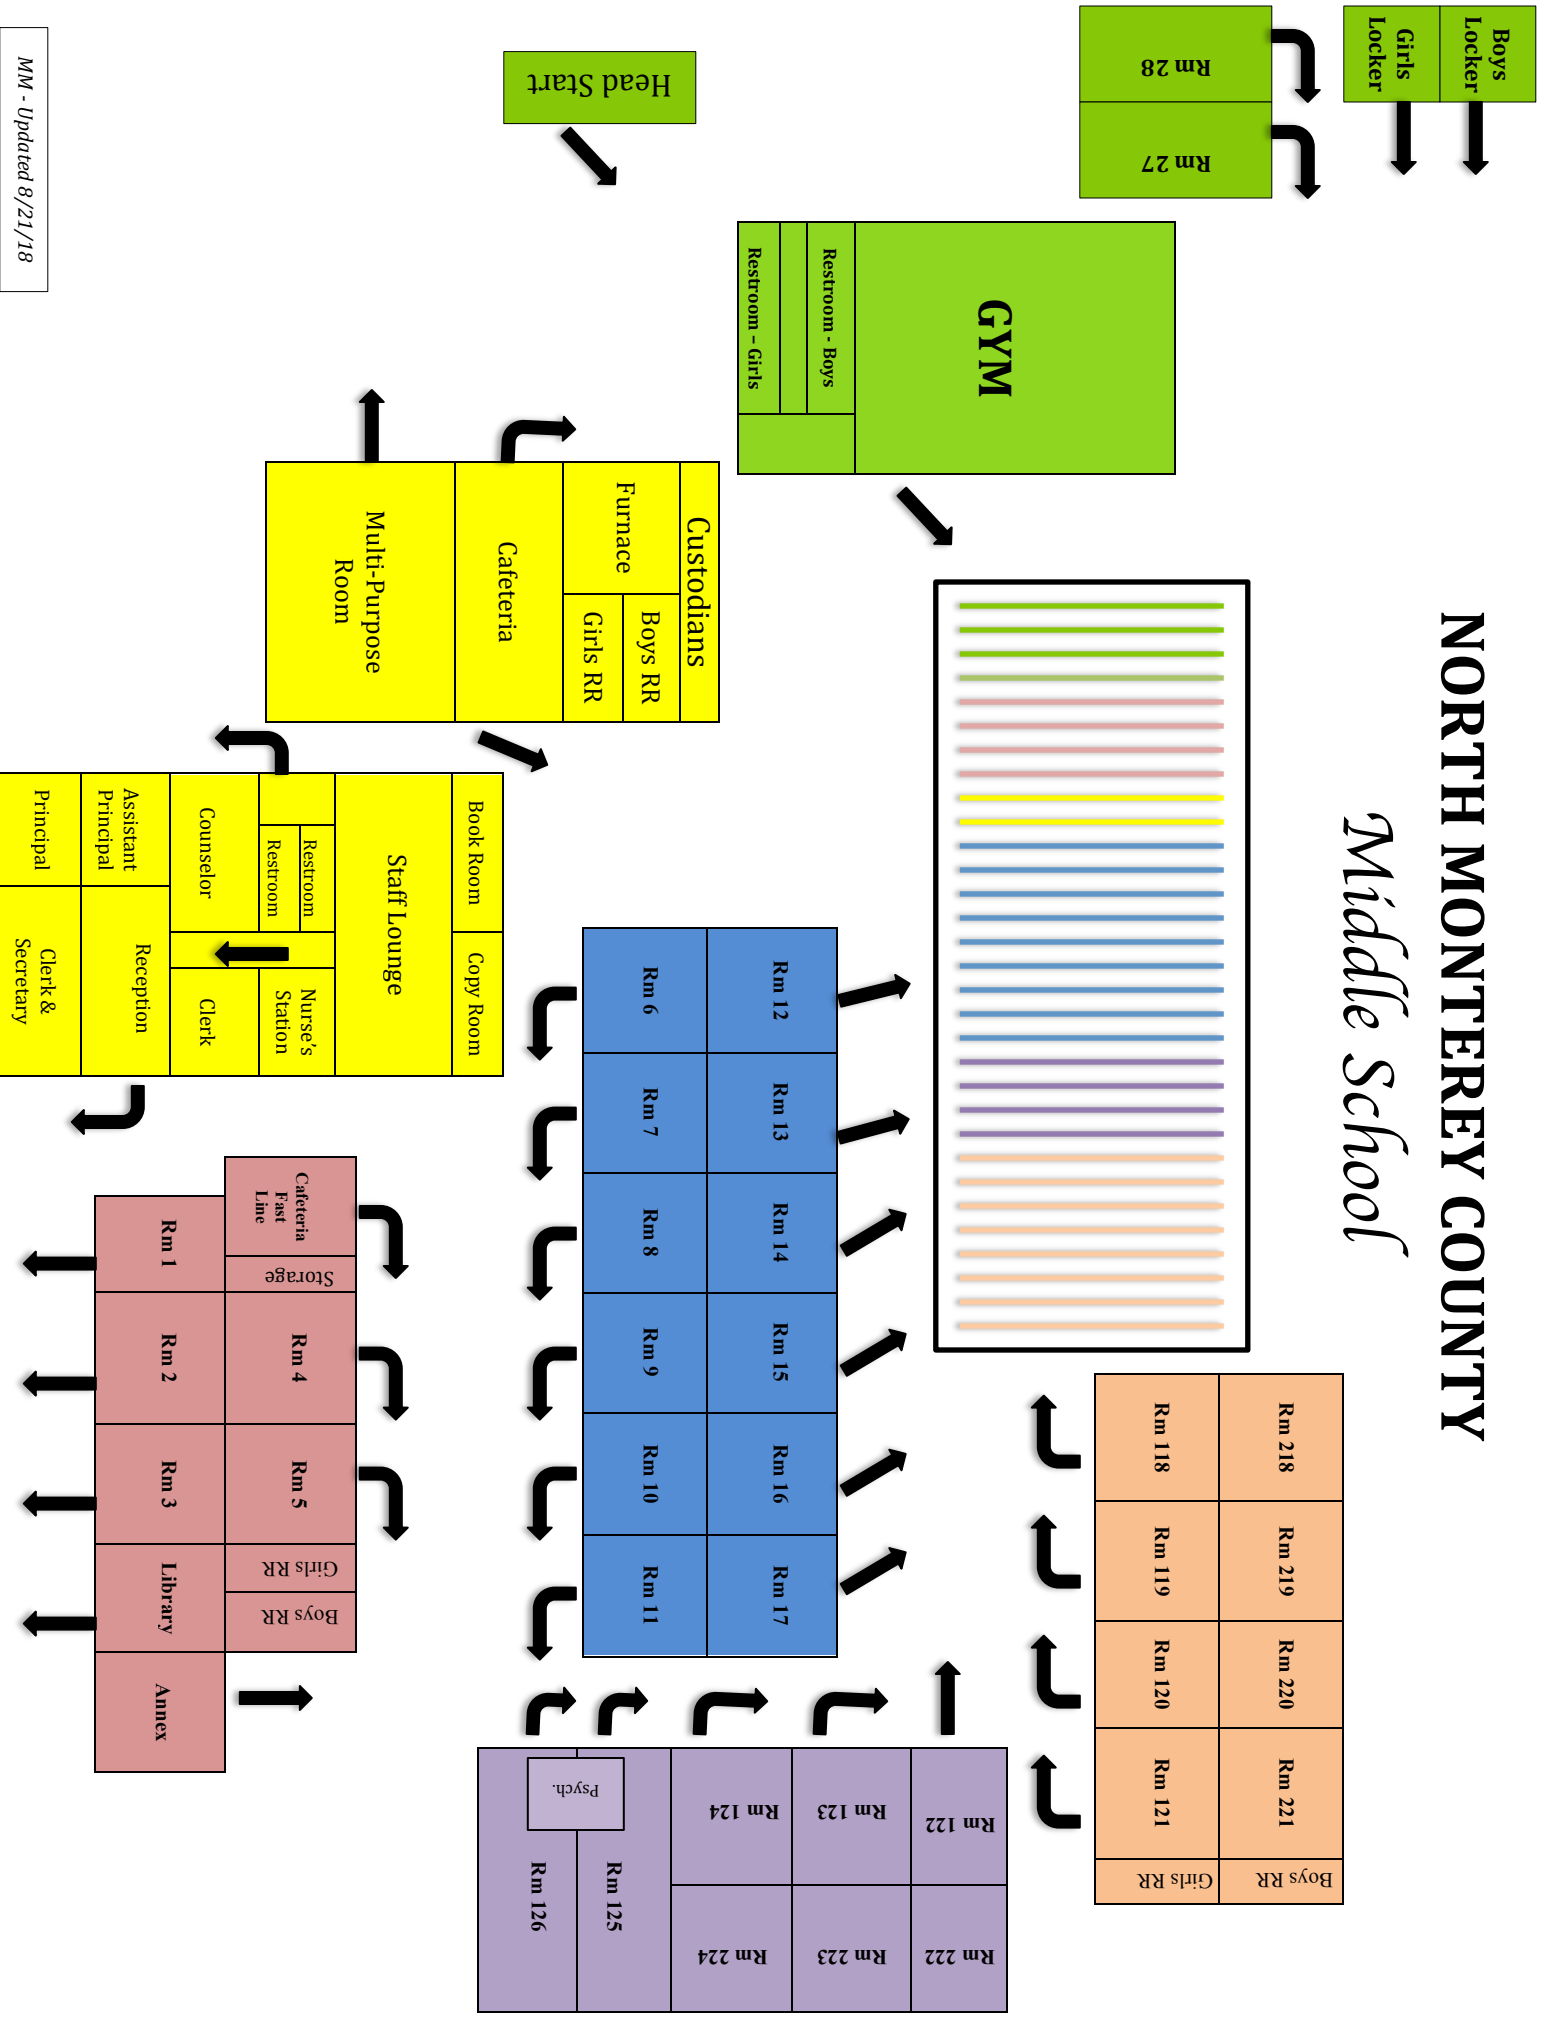 NORTH MONTEREY COUNTY
Middle School
Boys
Locker
Girls
Locker
Rm 28
Rm 27
GYM
Restroom - Boys
Restroom – Girls
Head Start
Custodians
Furnace
Boys RR
Girls RR
Cafeteria
Multi-Purpose
Room
Book Room
Copy Room
Staff Lounge
Restroom
Restroom
Nurse's
Station
Counselor
Clerk
Assistant
Principal
Reception
Principal
Clerk &
Secretary
Rm 12
Rm 13
Rm 14
Rm 15
Rm 16
Rm 17
Rm 6
Rm 7
Rm 8
Rm 9
Rm 10
Rm 11
Rm 218
Rm 219
Rm 220
Rm 221
Boys RR
Rm 118
Rm 119
Rm 120
Rm 121
Girls RR
Rm 122
Rm 222
Rm 123
Rm 223
Rm 124
Rm 224
Rm 125
Psych.
Rm 126
Cafeteria
Fast
Line
Storage
Rm 4
Rm 5
Girls RR
Boys RR
Rm 1
Rm 2
Rm 3
Library
Annex
MM - Updated 8/21/18